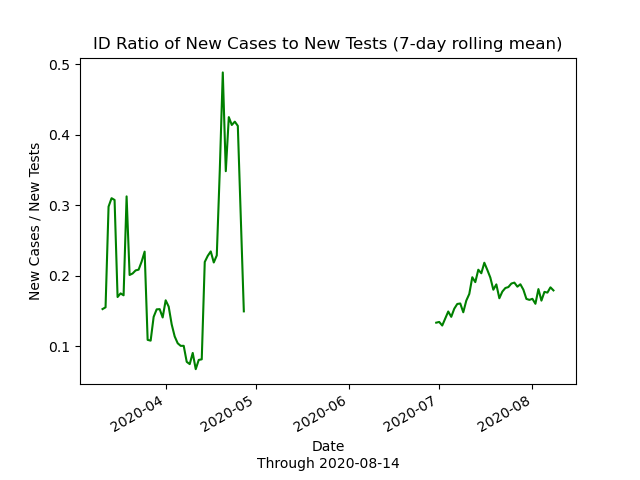 ID Ratio of New Cases to New Tests (7-day rolling mean)
0.5
0.4
0.3
0.2
0.1
New Cases / New Tests
2020-04
2020-05
2020-06
2020-07
2020-08
Date
Through 2020-08-14